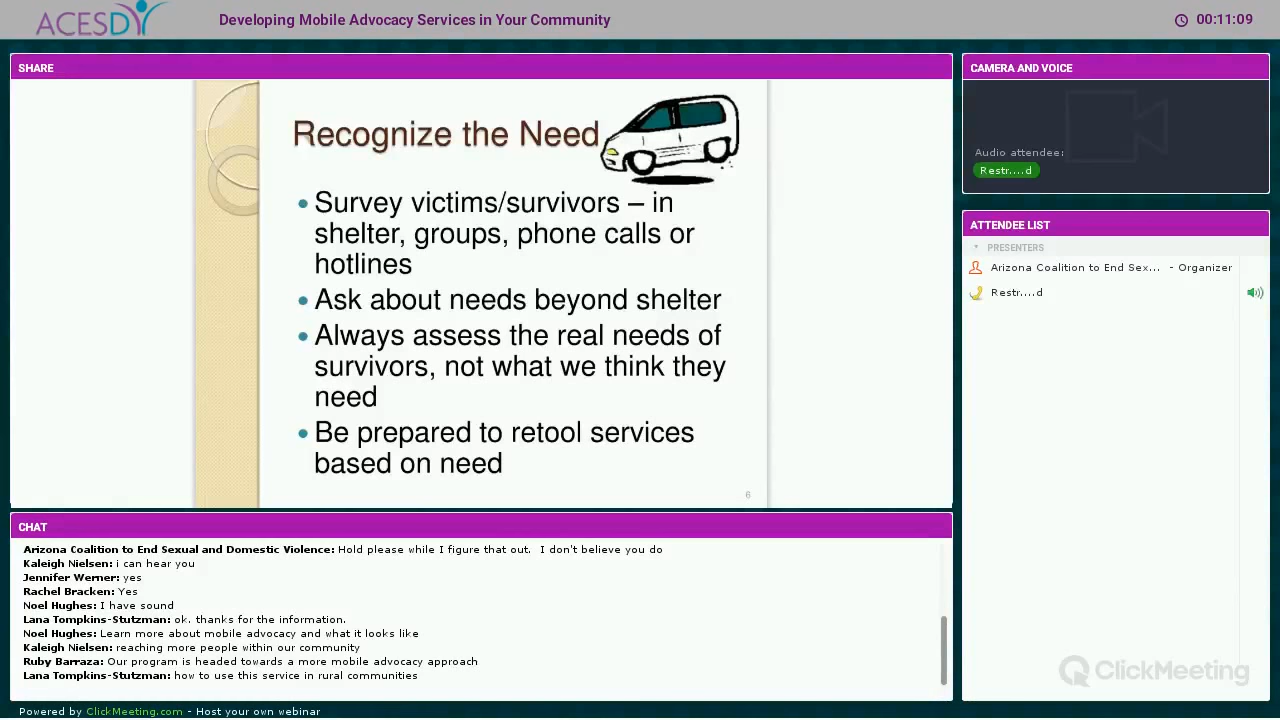 ACESDV
Developing Mobile Advocacy Services in Your Community
00:11:09
SHARE
Recognize the Need
• Survey victims/survivors – in
shelter, groups, phone calls or
hotlines
• Ask about needs beyond shelter
• Always assess the real needs of
survivors, not what we think they
need
• Be prepared to retool services
based on need
6
CAMERA AND VOICE
Audio attendee:
Restr....d
ATTENDEE LIST
PRESENTERS
Arizona Coalition to End Sex... - Organizer
Restr....d
CHAT
Arizona Coalition to End Sexual and Domestic Violence: Hold please while I figure that out.  I don't believe you do
Kaleigh Nielsen: i can hear you
Jennifer Werner: yes
Rachel Bracken: Yes
Noel Hughes: I have sound
Lana Tompkins-Stutzman: ok. thanks for the information.
Noel Hughes: Learn more about mobile advocacy and what it looks like
Kaleigh Nielsen: reaching more people within our community
Ruby Barraza: Our program is headed towards a more mobile advocacy approach
Lana Tompkins-Stutzman: how to use this service in rural communities
ClickMeeting
Powered by ClickMeeting.com - Host your own webinar